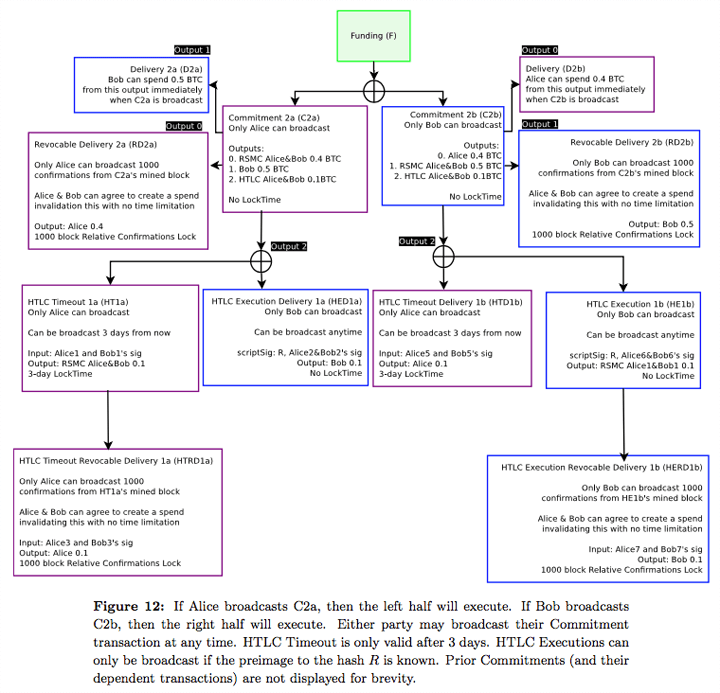 Funding (F)
Output 1
Delivery 2a (D2a)
Bob can spend 0.5 BTC
from this output immediately
when C2a is broadcast
Output 0
Delivery (D2b)
Alice can spend 0.4 BTC
from this output immediately
when C2b is broadcast
Commitment 2a (C2a)
Only Alice can broadcast
Outputs:
0. RSMC Alice&Bob 0.4 BTC
1. Bob 0.5 BTC
2. HTLC Alice&Bob 0.1BTC
No LockTime
Commitment 2b (C2b)
Only Bob can broadcast
Outputs:
0. Alice 0.4 BTC
1. RSMC Alice&Bob 0.5 BTC
2. HTLC Alice&Bob 0.1BTC
No LockTime
Output 0
Revocable Delivery 2a (RD2a)
Only Alice can broadcast 1000
confirmations from C2a's mined block
Alice & Bob can agree to create a spend
invalidating this with no time limitation
Output: Alice 0.4
1000 block Relative Confirmations Lock
Output 1
Revocable Delivery 2b (RD2b)
Only Bob can broadcast 1000
confirmations from C2b's mined block
Alice & Bob can agree to create a spend
invalidating this with no time limitation
Output: Bob 0.5
1000 block Relative Confirmations Lock
Output 2
Output 2
HTLC Timeout 1a (HT1a)
Only Alice can broadcast
Can be broadcast 3 days from now
Input: Alice1 and Bob1's sig
Output: RSMC Alice&Bob 0.1
3-day LockTime
HTLC Execution Delivery 1a (HED1a)
Only Bob can broadcast
Can be broadcast anytime
scriptSig: R, Alice2&Bob2's sig
Output: Bob 0.1
No LockTime
HTLC Timeout Delivery 1b (HTD1b)
Only Alice can broadcast
Can be broadcast 3 days from now
Input: Alice5 and Bob5's sig
Output: Alice 0.1
3-day LockTime
HTLC Execution 1b (HE1b)
Only Bob can broadcast
Can be broadcast anytime
scriptSig: R, Alice6&Bob6's sig
Output: RSMC Alice1&Bob1 0.1
No LockTime
HTLC Timeout Revocable Delivery 1a (HTRD1a)
Only Alice can broadcast 1000
confirmations from HT1a's mined block
Alice & Bob can agree to create a spend
invalidating this with no time limitation
Input: Alice3 and Bob3's sig
Output: Alice 0.1
1000 block Relative Confirmations Lock
HTLC Execution Revocable Delivery 1b (HERD1b)
Only Bob can broadcast 1000
confirmations from HE1b's mined block
Alice & Bob can agree to create a spend
invalidating this with no time limitation
Input: Alice7 and Bob7's sig
Output: Bob 0.1
1000 block Relative Confirmations Lock
Figure 12: If Alice broadcasts C2a, then the left half will execute. If Bob broadcasts
C2b, then the right half will execute. Either party may broadcast their Commitment
transaction at any time. HTLC Timeout is only valid after 3 days. HTLC Executions can
only be broadcast if the preimage to the hash R is known. Prior Commitments (and their
dependent transactions) are not displayed for brevity.